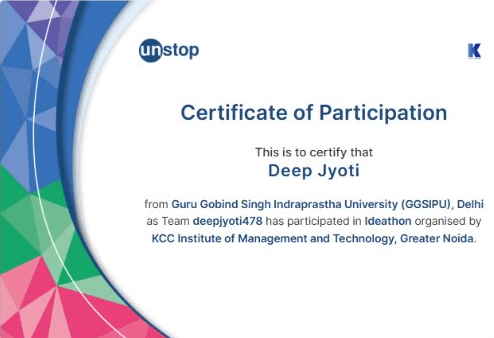 unstop
K
Certificate of Participation
This is to certify that
Deep Jyoti
from Guru Gobind Singh Indraprastha University (GGSIPU), Delhi
as Team deepjyoti478 has participated in Ideathon organised by
KCC Institute of Management and Technology, Greater Noida.